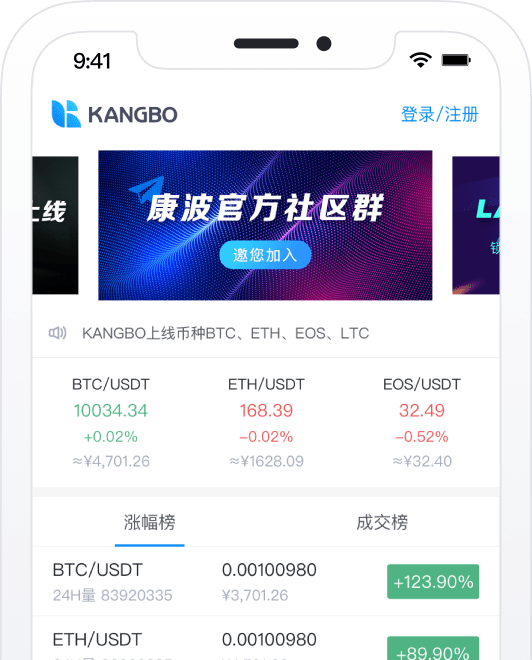 9:41
KANGBO
登录/注册
上线
康波官方社区群
LA
邀您加入
锁
KANGBO上线币种BTC、ETH、EOS、LTC
BTC/USDT ETH/USDT EOS/USDT
10034.34 168.39 32.49
+0.02% -0.02% -0.52%
≈¥4,701.26 ≈¥1628.09 ≈¥32.40
涨幅榜 成交榜
BTC/USDT 0.00100980
+123.90%
24H量 83920335 ¥3,701.26
ETH/USDT 0.00100980
+89.90%